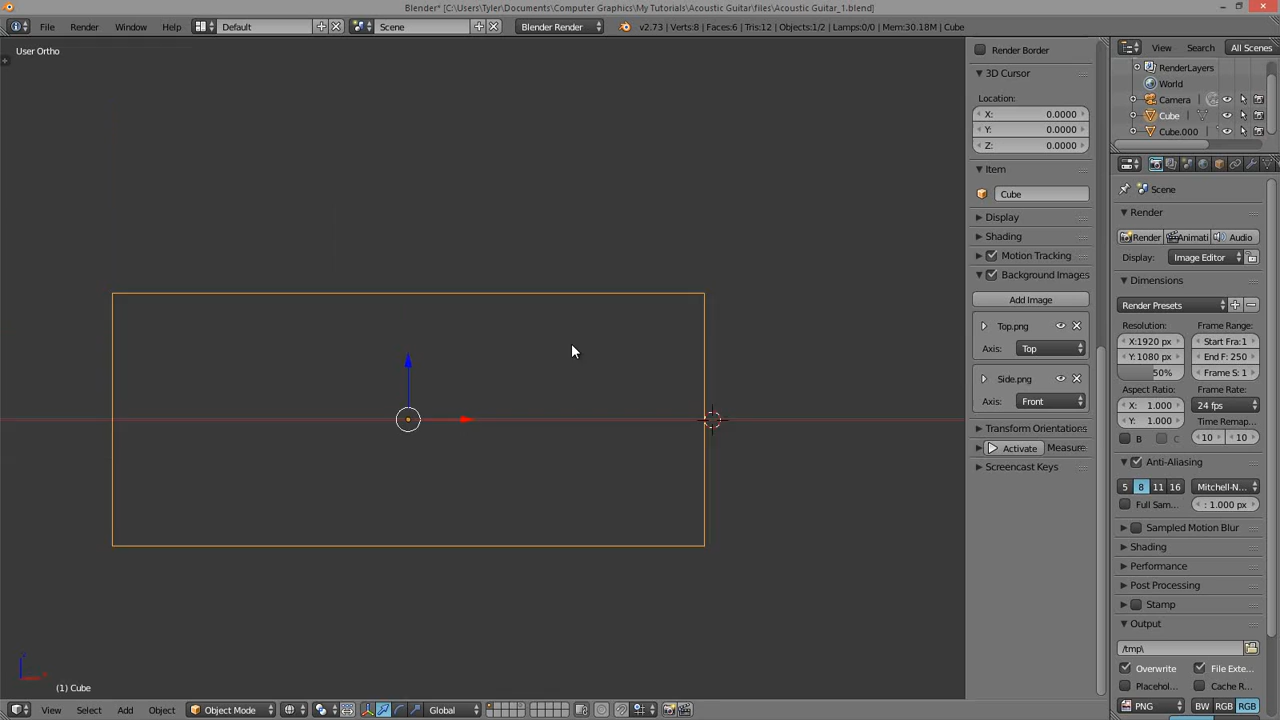 Blender* [C:\Users\Tyler\Documents\Computer Graphics\My Tutorials\Acoustic Guitar\files\Acoustic Guitar_1.blend]
File Render Window Help Default Scene Blender Render v2.73 | Verts:8 | Faces:6 | Tris:12 | Objects:1/2 | Lamps:0/0 | Mem:30.18M | Cube
User Ortho
(1) Cube
View Select Add Object Object Mode Global
Render Border
3D Cursor
Location:
X: 0.0000
Y: 0.0000
Z: 0.0000
Item
Cube
Display
Shading
Motion Tracking
Background Images
Add Image
Top.png
Axis: Top
Side.png
Axis: Front
Transform Orientations
Activate Measure
Screencast Keys
View Search All Scenes
RenderLayers
World
Camera
Cube
Cube.000
Scene
Render
Render Animati Audio
Display: Image Editor
Dimensions
Render Presets
Resolution: Frame Range:
X:1920 px Start Fra:1
Y:1080 px End F: 250
50% Frame S: 1
Aspect Ratio: Frame Rate:
X: 1.000 24 fps
Y: 1.000 Time Remap...
B C 10 10
Anti-Aliasing
5 8 11 16 Mitchell-N...
Full Sam... : 1.000 px
Sampled Motion Blur
Shading
Performance
Post Processing
Stamp
Output
/tmp\
Overwrite File Exte...
Placehol... Cache R...
PNG BW RGB RGB